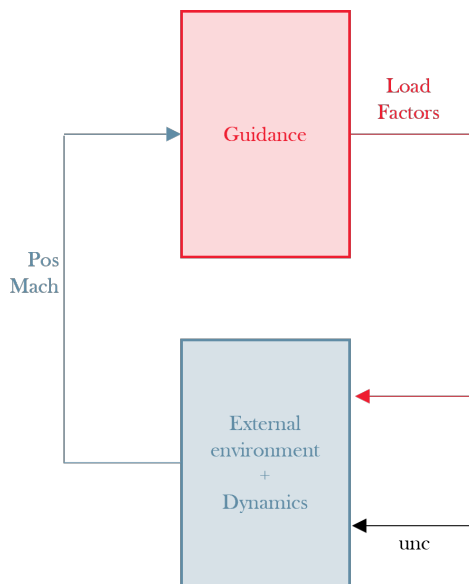 Load
Factors
Guidance
Pos
Mach
External
environment
+
Dynamics
unc